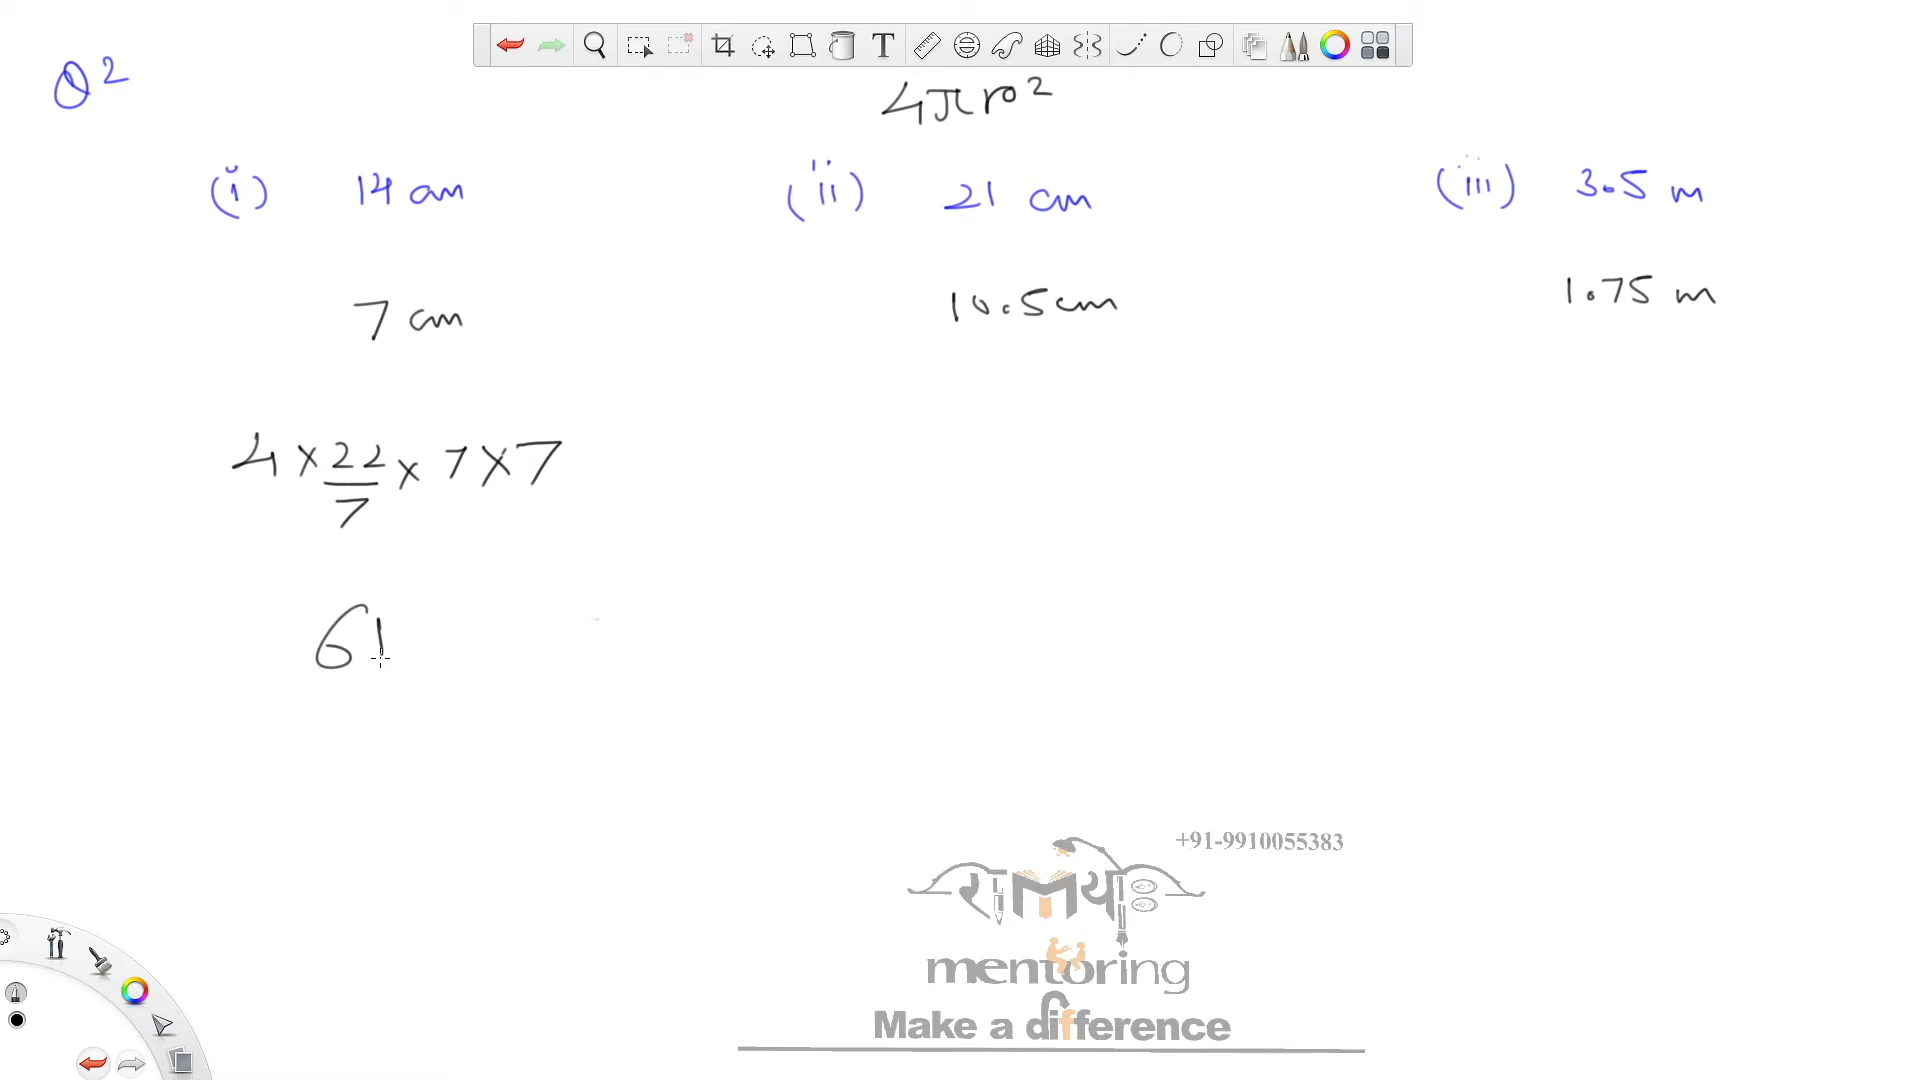 Q2
4πr²
(i) 14 cm
(ii) 21 cm
(iii) 3.5 m
7 cm
10.5 cm
1.75 m
4 × 22/7 × 7 × 7
61
+91-9910055383
mentoring
Make a difference